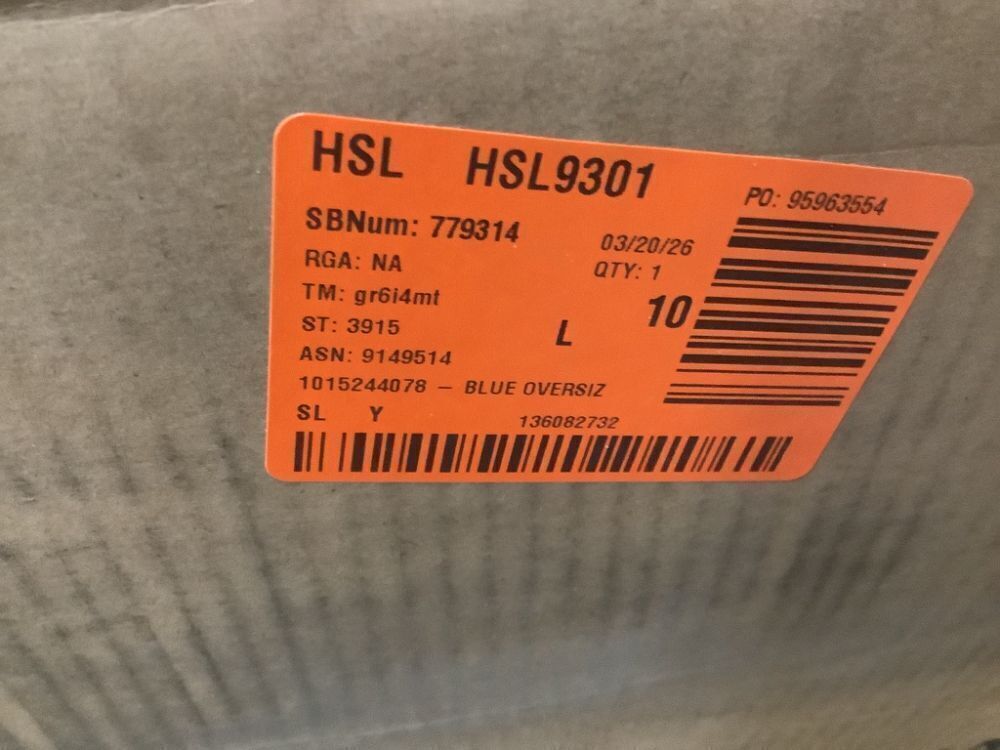 HSL HSL9301
PO: 95963554
SBNum: 779314
03/20/26
RGA: NA
QTY: 1
TM: gr6i4mt
10
ST: 3915
L
ASN: 9149514
1015244078 – BLUE OVERSIZ
SL Y
136082732